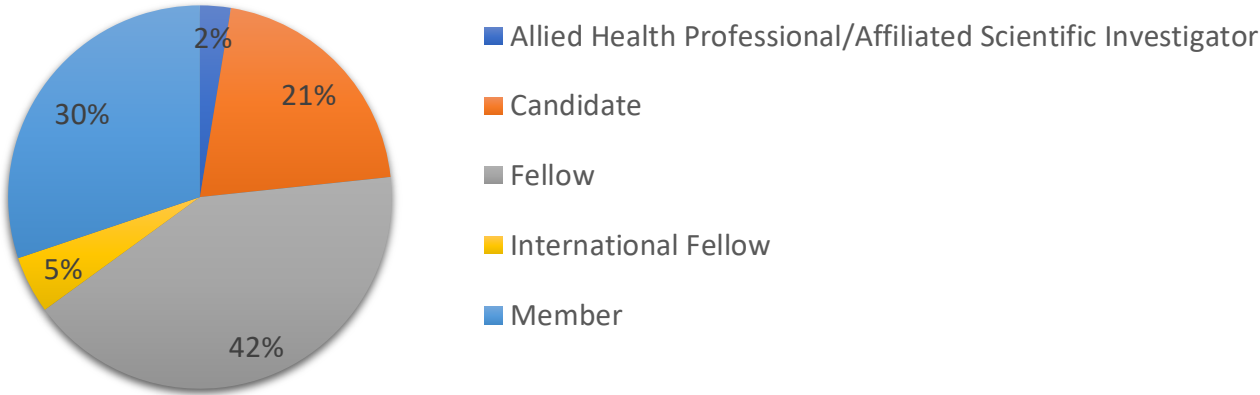 2%
21%
30%
5%
42%
Allied Health Professional/Affiliated Scientific Investigator
Candidate
Fellow
International Fellow
Member